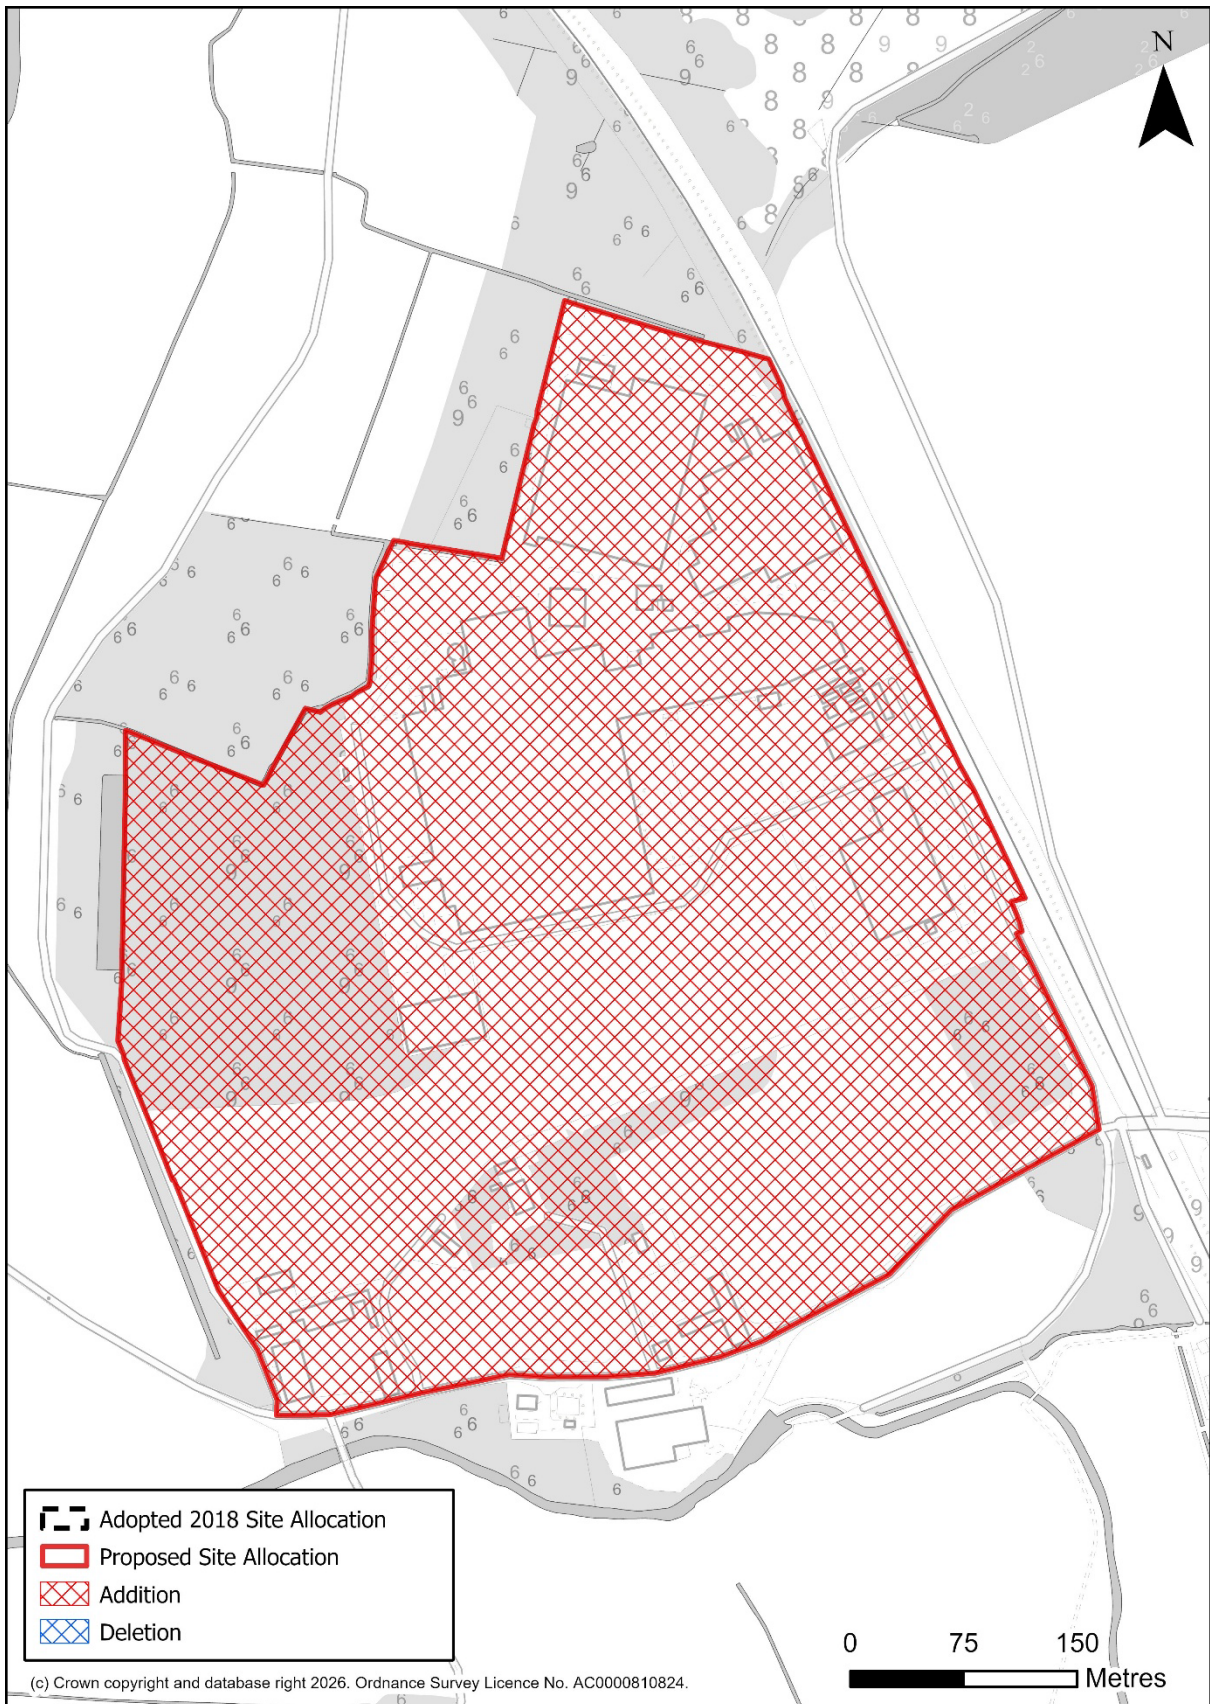 N
Adopted 2018 Site Allocation
Proposed Site Allocation
Addition
Deletion
0 75 150
Metres
(c) Crown copyright and database right 2026. Ordnance Survey Licence No. AC0000810824.